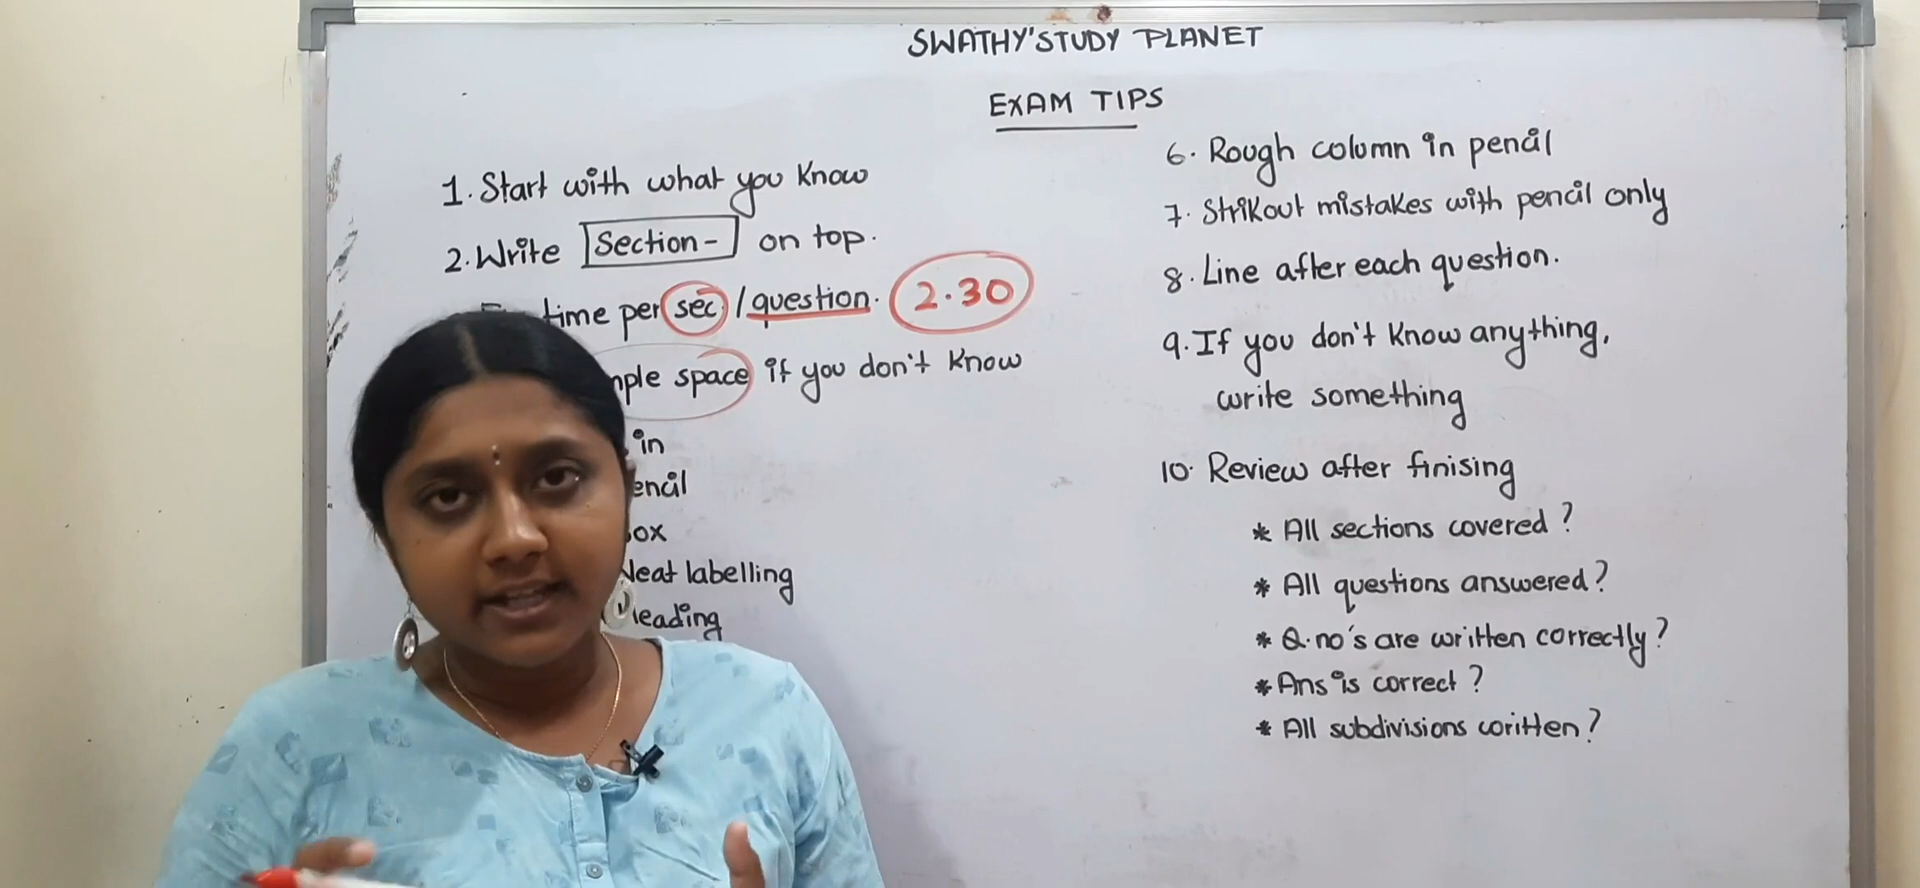 SWATHY'STUDY PLANET
EXAM TIPS
1. Start with what you know
2. Write Section- on top.
time per sec / question. 2.30
space if you don't know
in
Neat labelling
6. Rough column in pencil
7. Strikout mistakes with pencil only
8. Line after each question.
9. If you don't know anything,
write something
10. Review after finising
* All sections covered?
* All questions answered?
* Q.no's are written correctly?
* Ans is correct?
* All subdivisions written?